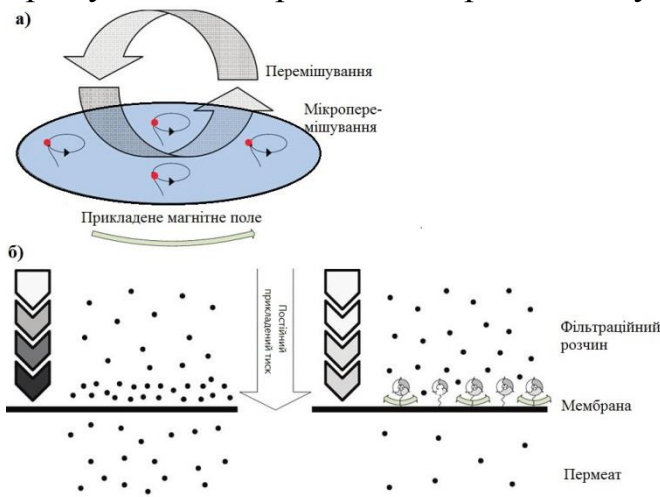 а)
Перемішування
Мікропере-
мішування
Прикладене магнітне поле
б)
Постійний
прикладений тиск
Фільтраційний
розчин
Мембрана
Пермеат